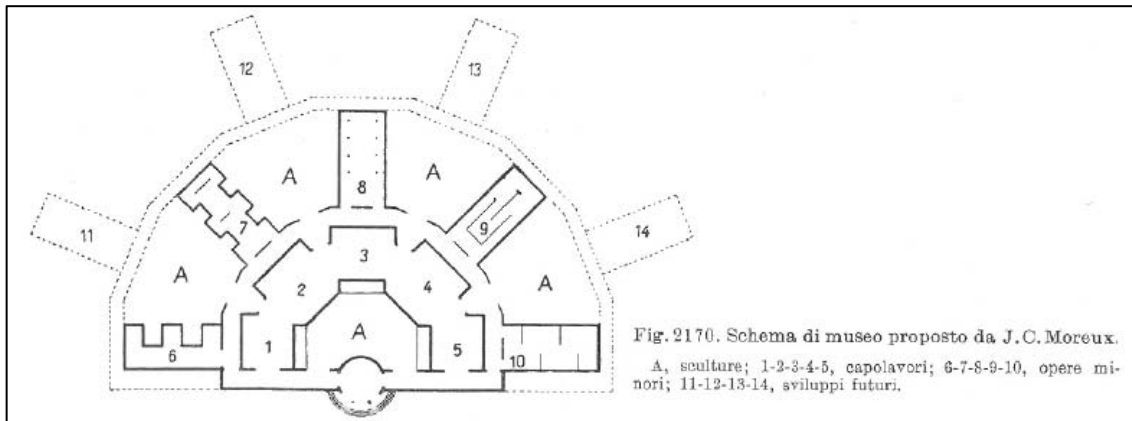 12
13
A
A
8
7
9
11
14
3
A
2
4
A
A
1
5
6
10
Fig. 2170. Schema di museo proposto da J. C. Moreux.
A, sculture; 1-2-3-4-5, capolavori; 6-7-8-9-10, opere mi-
nori; 11-12-13-14, sviluppi futuri.